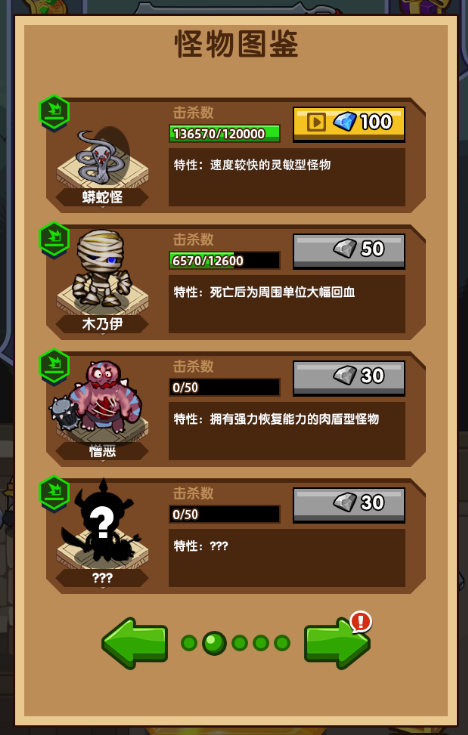 怪物图鉴
击杀数
136570/120000
100
特性：速度较快的灵敏型怪物
蟒蛇怪
击杀数
6570/12600
50
特性：死亡后为周围单位大幅回血
木乃伊
击杀数
0/50
30
特性：拥有强力恢复能力的肉盾型怪物
憎恶
击杀数
0/50
30
特性：???
?
???
!